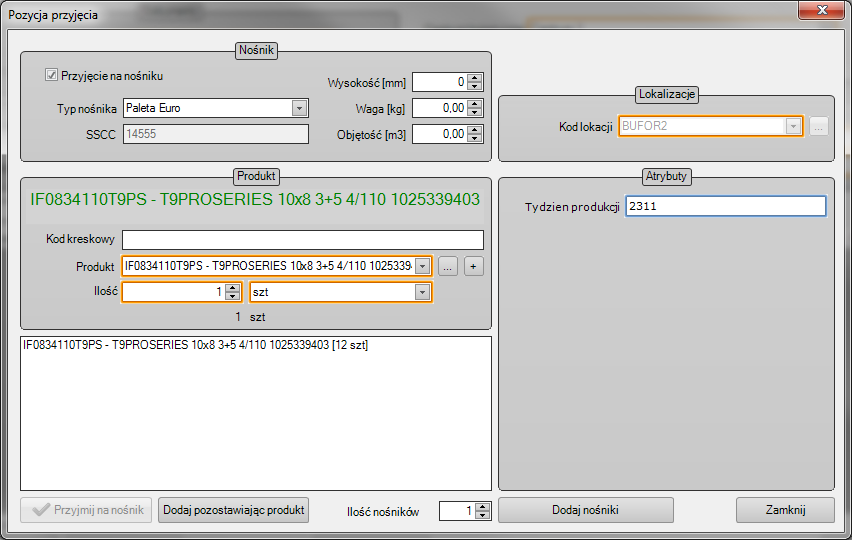 Pozycja przyjęcia
Nośnik
Przyjęcie na nośniku
Typ nośnika Paleta Euro
SSCC 14555
Wysokość [mm] 0
Waga [kg] 0,00
Objętość [m3] 0,00
Lokalizacje
Kod lokacji BUFOR2 ...
Produkt
IF0834110T9PS - T9PROSERIES 10x8 3+5 4/110 1025339403
Kod kreskowy
Produkt IF0834110T9PS - T9PROSERIES 10x8 3+5 4/110 1025339 ... +
Ilość 1 szt
1 szt
Atrybuty
Tydzien produkcji 2311
IF0834110T9PS - T9PROSERIES 10x8 3+5 4/110 1025339403 [12 szt]
Przyjmij na nośnik
Dodaj pozostawiając produkt
Ilość nośników 1
Dodaj nośniki
Zamknij